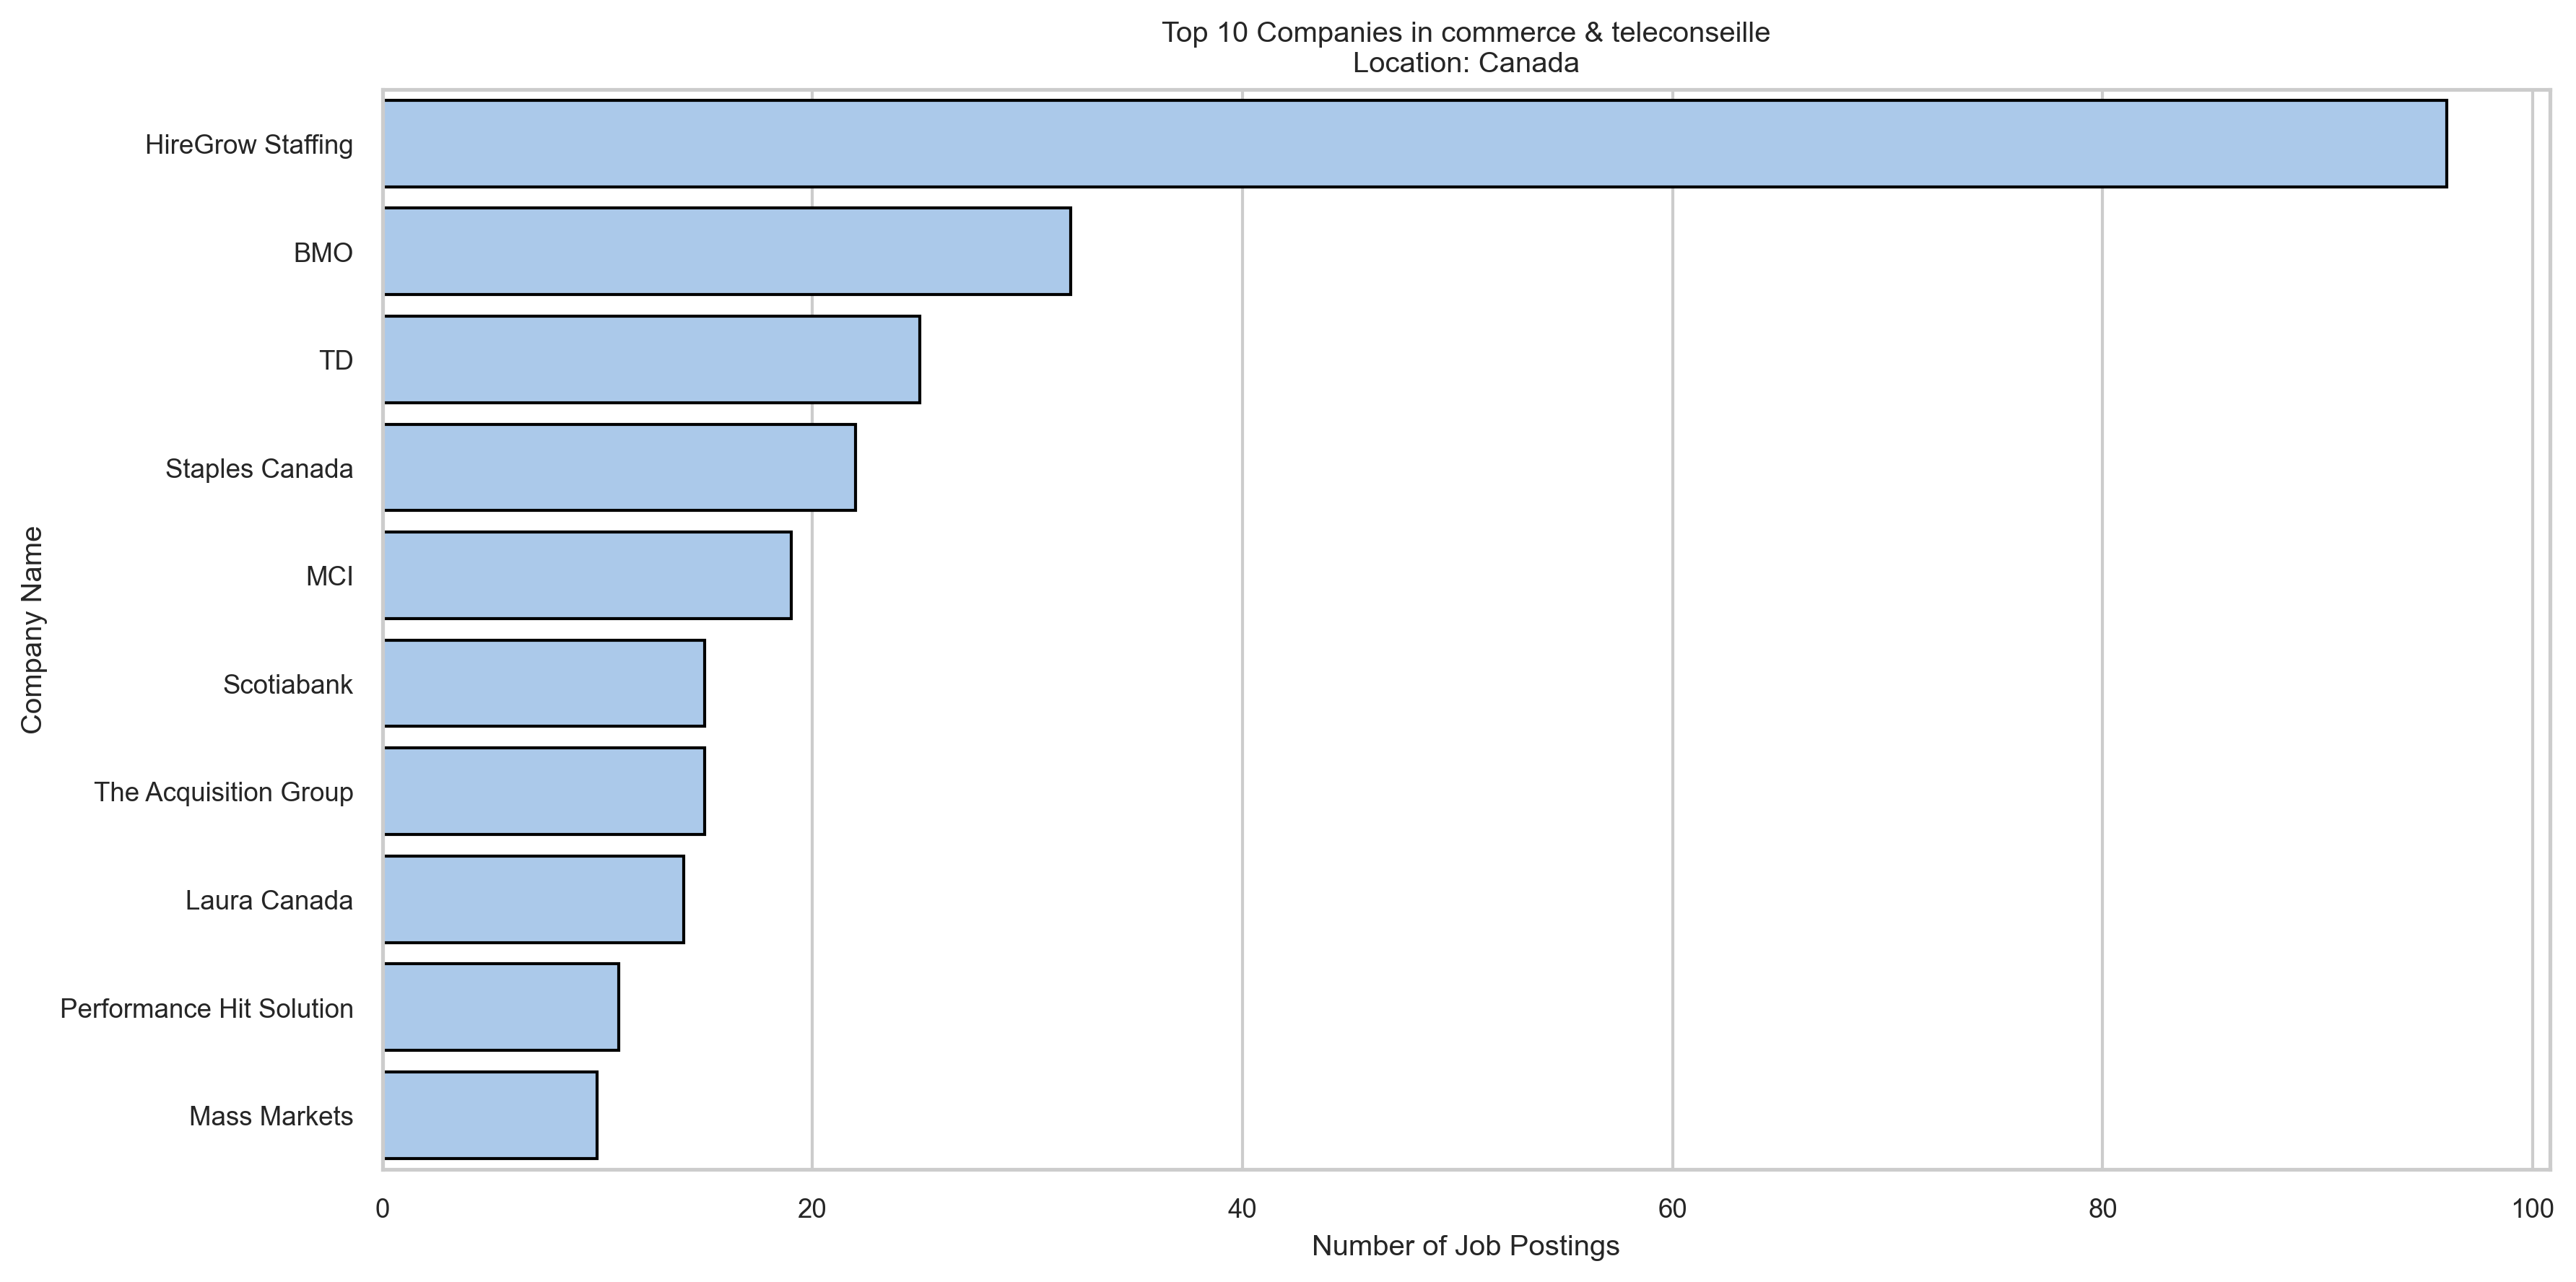 Top 10 Companies in commerce & teleconseille
Location: Canada
Company Name
HireGrow Staffing
BMO
TD
Staples Canada
MCI
Scotiabank
The Acquisition Group
Laura Canada
Performance Hit Solution
Mass Markets
0 20 40 60 80 100
Number of Job Postings